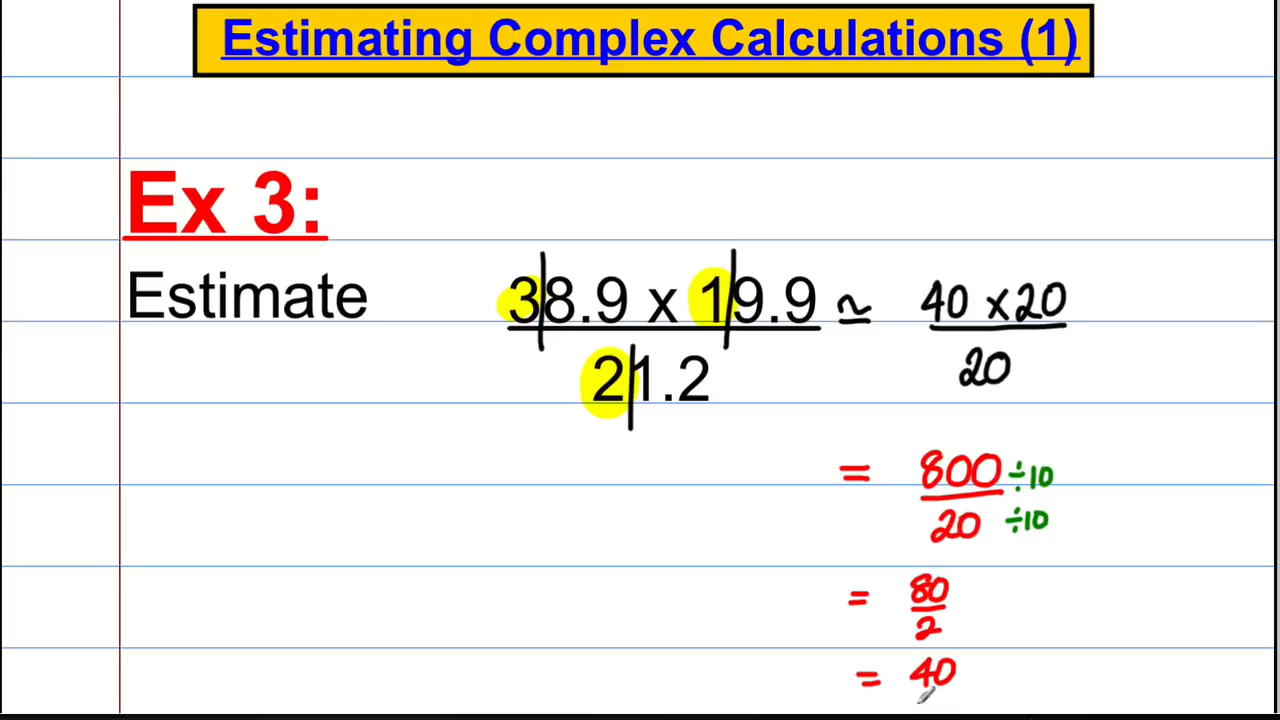 Estimating Complex Calculations (1)
Ex 3:
Estimate 38.9 x 19.9 ≃ 40 x 20
21.2 20
= 800 ÷10
20 ÷10
= 80
2
= 40